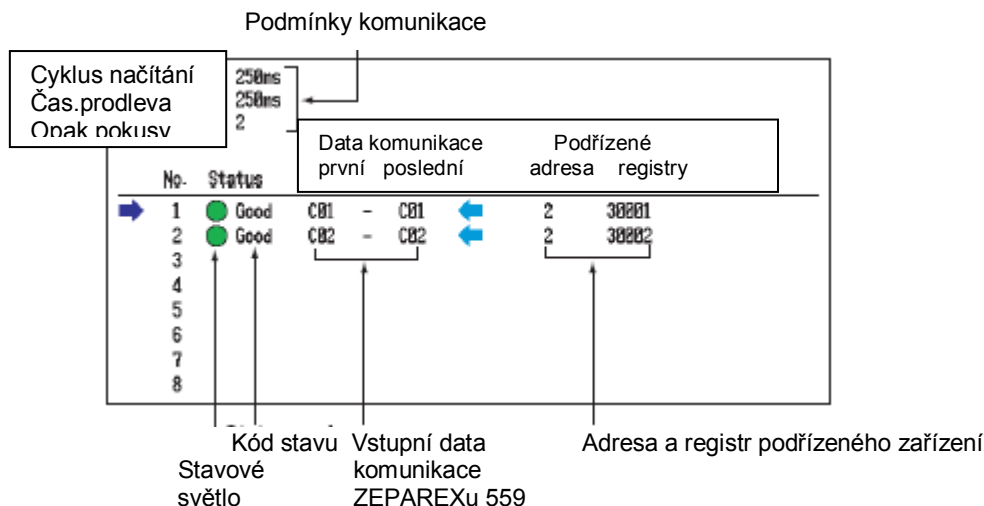 Podmínky komunikace
Cyklus načítání 250ms
Čas.prodleva 250ms
Opak pokusy 2
Data komunikace Podřízené
první poslední adresa registry
No. Status
1 Good C01 - C01 2 30001
2 Good C02 - C02 2 30002
3
4
5
6
7
8
Kód stavu Vstupní data Adresa a registr podřízeného zařízení
Stavové komunikace
světlo ZEPAREXu 559